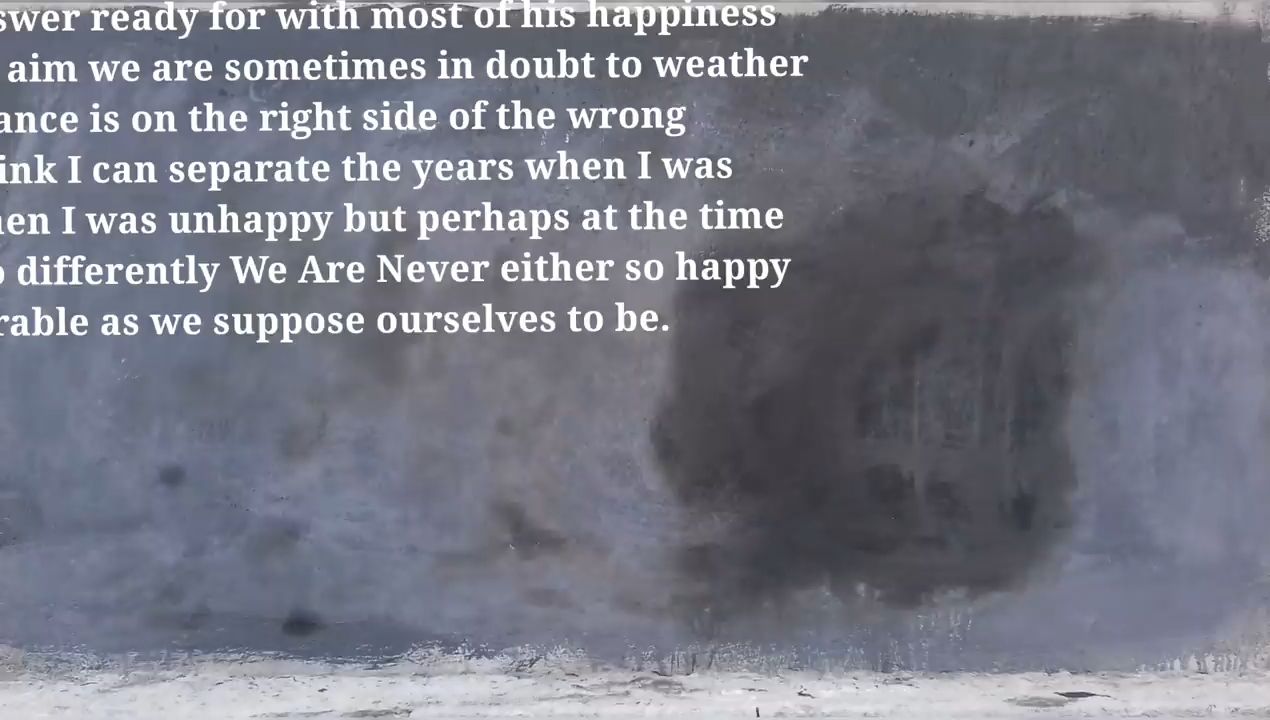 swer ready for with most of his happiness
aim we are sometimes in doubt to weather
ance is on the right side of the wrong
ink I can separate the years when I was
en I was unhappy but perhaps at the time
differently We Are Never either so happy
rable as we suppose ourselves to be.